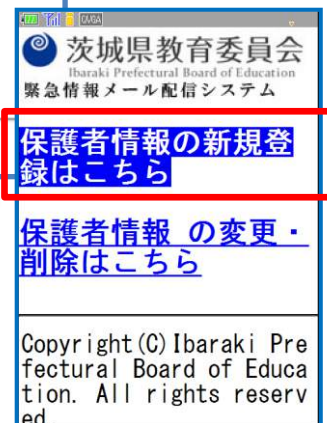 茨城県教育委員会
Ibaraki Prefectural Board of Education
緊急情報メール配信システム
保護者情報の新規登
録はこちら
保護者情報 の変更・
削除はこちら
Copyright(C)Ibaraki Pre
fectural Board of Educa
tion. All rights reserv
ed.